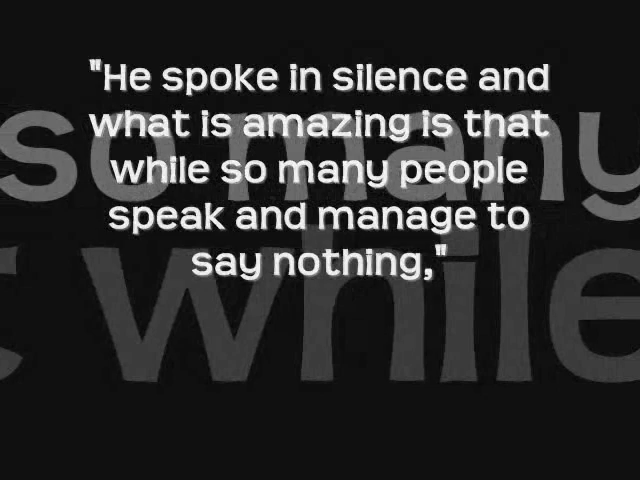 "He spoke in silence and
what is amazing is that
while so many people
speak and manage to
say nothing,"
so many
while